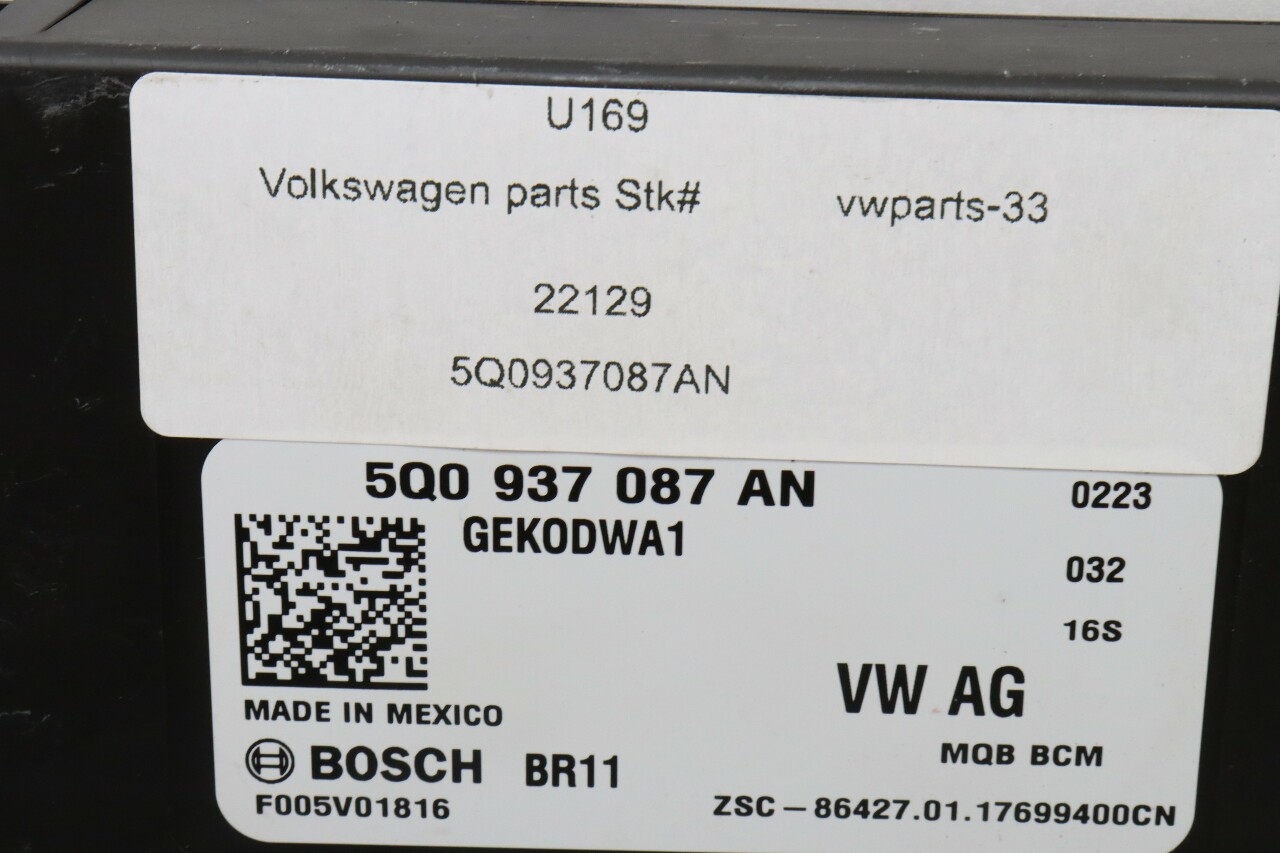 U169
Volkswagen parts Stk# vwparts-33
22129
5Q0937087AN
5Q0 937 087 AN 0223
GEKODWA1
032
16S
VW AG
MADE IN MEXICO
MQB BCM
BOSCH BR11
F005V01816 ZSC-86427.01.17699400CN